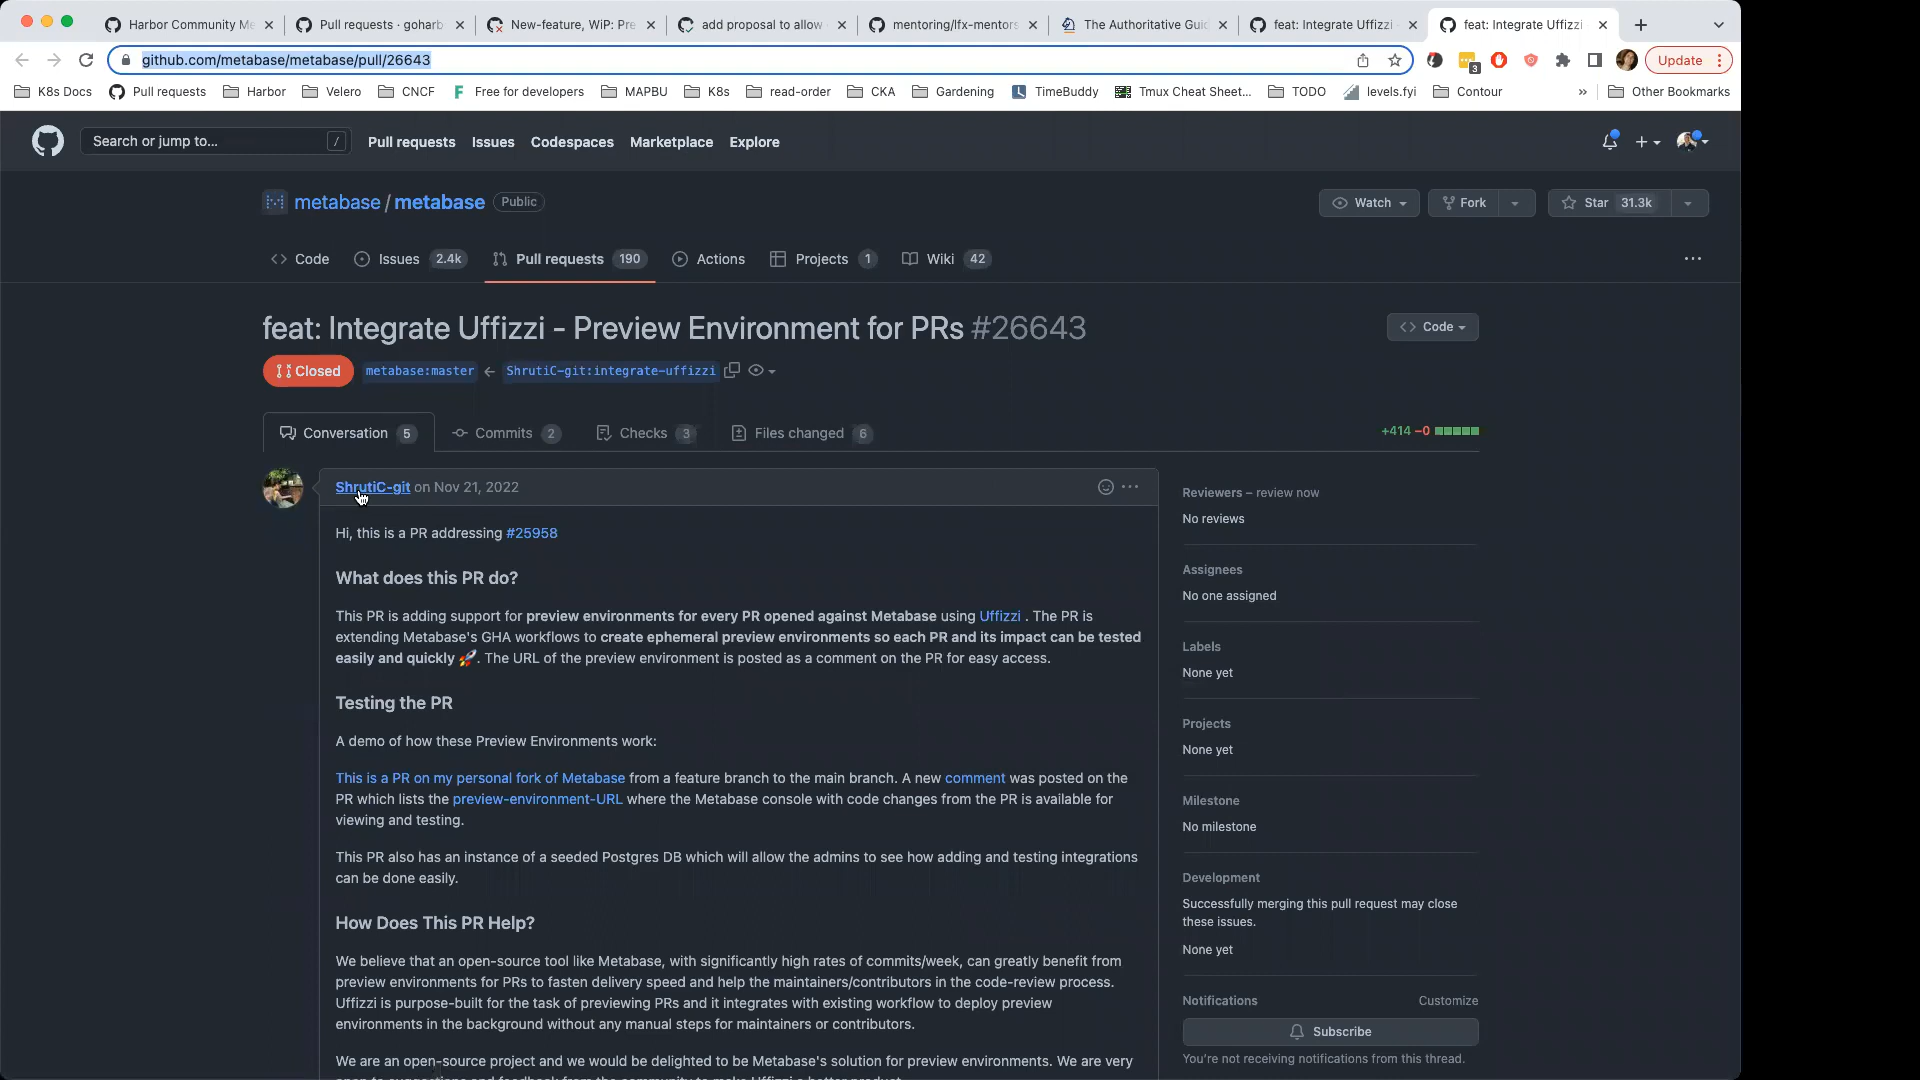 Harbor Community Me
Pull requests · goharb
New-feature, WiP: Pre
add proposal to allow
mentoring/lfx-mentors
The Authoritative Guid
feat: Integrate Uffizzi
feat: Integrate Uffizzi
github.com/metabase/metabase/pull/26643
3
Update
K8s Docs
Pull requests
Harbor
Velero
CNCF
Free for developers
MAPBU
K8s
read-order
CKA
Gardening
TimeBuddy
Tmux Cheat Sheet...
TODO
levels.fyi
Contour
»
Other Bookmarks
Search or jump to...
/
Pull requests
Issues
Codespaces
Marketplace
Explore
metabase / metabase Public
Watch
Fork
Star 31.3k
Code
Issues 2.4k
Pull requests 190
Actions
Projects 1
Wiki 42
feat: Integrate Uffizzi - Preview Environment for PRs #26643
Code
Closed
metabase:master ← ShrutiC-git:integrate-uffizzi
Conversation 5
Commits 2
Checks 3
Files changed 6
+414 −0
ShrutiC-git on Nov 21, 2022
Hi, this is a PR addressing #25958
What does this PR do?
This PR is adding support for preview environments for every PR opened against Metabase using Uffizzi . The PR is
extending Metabase's GHA workflows to create ephemeral preview environments so each PR and its impact can be tested
easily and quickly 🚀. The URL of the preview environment is posted as a comment on the PR for easy access.
Testing the PR
A demo of how these Preview Environments work:
This is a PR on my personal fork of Metabase from a feature branch to the main branch. A new comment was posted on the
PR which lists the preview-environment-URL where the Metabase console with code changes from the PR is available for
viewing and testing.
This PR also has an instance of a seeded Postgres DB which will allow the admins to see how adding and testing integrations
can be done easily.
How Does This PR Help?
We believe that an open-source tool like Metabase, with significantly high rates of commits/week, can greatly benefit from
preview environments for PRs to fasten delivery speed and help the maintainers/contributors in the code-review process.
Uffizzi is purpose-built for the task of previewing PRs and it integrates with existing workflow to deploy preview
environments in the background without any manual steps for maintainers or contributors.
We are an open-source project and we would be delighted to be Metabase's solution for preview environments. We are very
Reviewers – review now
No reviews
Assignees
No one assigned
Labels
None yet
Projects
None yet
Milestone
No milestone
Development
Successfully merging this pull request may close
these issues.
None yet
Notifications
Customize
Subscribe
You're not receiving notifications from this thread.